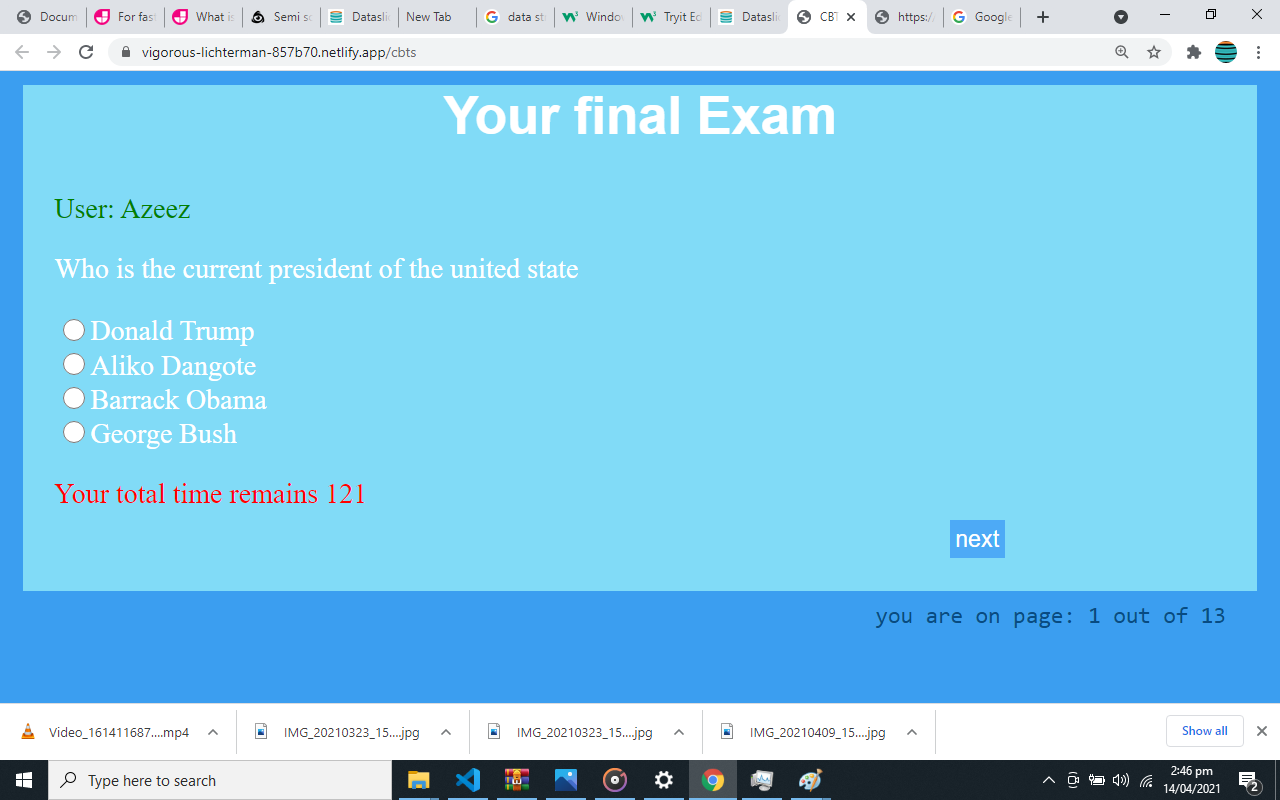 Docum
For fast
What is
Semi sc
Dataslic
New Tab
data st
Windo
Tryit Ed
Dataslic
CBT
https:/
Google
vigorous-lichterman-857b70.netlify.app/cbts
Your final Exam
User: Azeez
Who is the current president of the united state
Donald Trump
Aliko Dangote
Barrack Obama
George Bush
Your total time remains 121
next
you are on page: 1 out of 13
Video_161411687....mp4
IMG_20210323_15....jpg
IMG_20210323_15....jpg
IMG_20210409_15....jpg
Show all
Type here to search
2:46 pm
14/04/2021
2